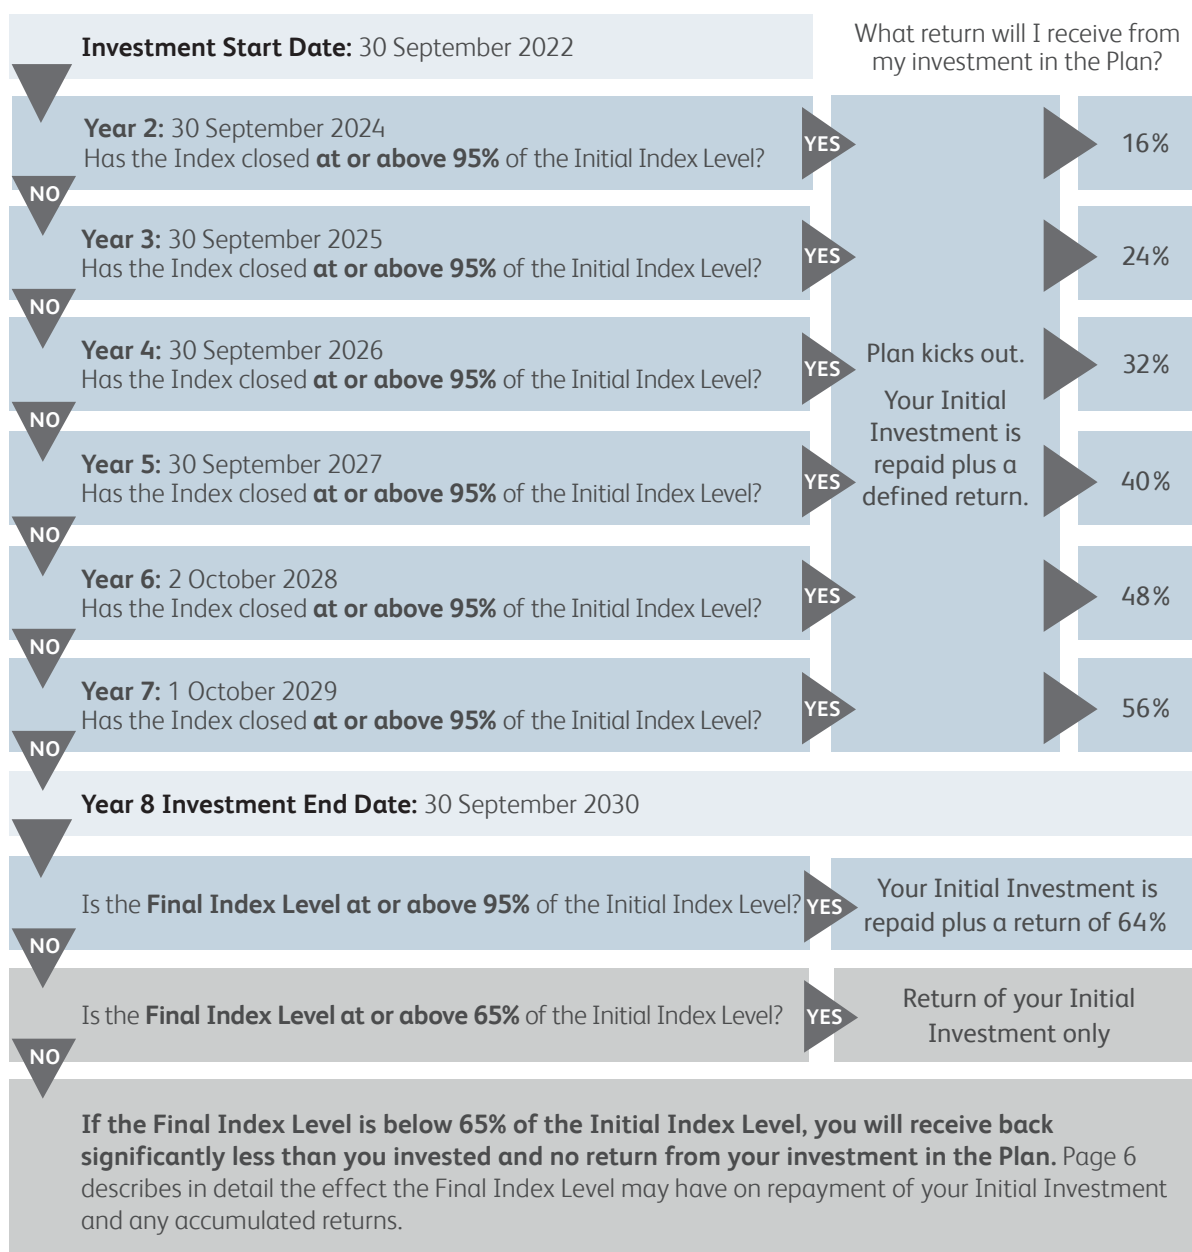 Investment Start Date: 30 September 2022
What return will I receive from
my investment in the Plan?
Year 2: 30 September 2024
Has the Index closed at or above 95% of the Initial Index Level?
YES
16%
NO
Year 3: 30 September 2025
Has the Index closed at or above 95% of the Initial Index Level?
YES
24%
NO
Year 4: 30 September 2026
Has the Index closed at or above 95% of the Initial Index Level?
YES
Plan kicks out.
Your Initial
Investment is
repaid plus a
defined return.
32%
NO
Year 5: 30 September 2027
Has the Index closed at or above 95% of the Initial Index Level?
YES
40%
NO
Year 6: 2 October 2028
Has the Index closed at or above 95% of the Initial Index Level?
YES
48%
NO
Year 7: 1 October 2029
Has the Index closed at or above 95% of the Initial Index Level?
YES
56%
NO
Year 8 Investment End Date: 30 September 2030
Is the Final Index Level at or above 95% of the Initial Index Level?
YES
Your Initial Investment is
repaid plus a return of 64%
NO
Is the Final Index Level at or above 65% of the Initial Index Level?
YES
Return of your Initial
Investment only
NO
If the Final Index Level is below 65% of the Initial Index Level, you will receive back
significantly less than you invested and no return from your investment in the Plan. Page 6
describes in detail the effect the Final Index Level may have on repayment of your Initial Investment
and any accumulated returns.